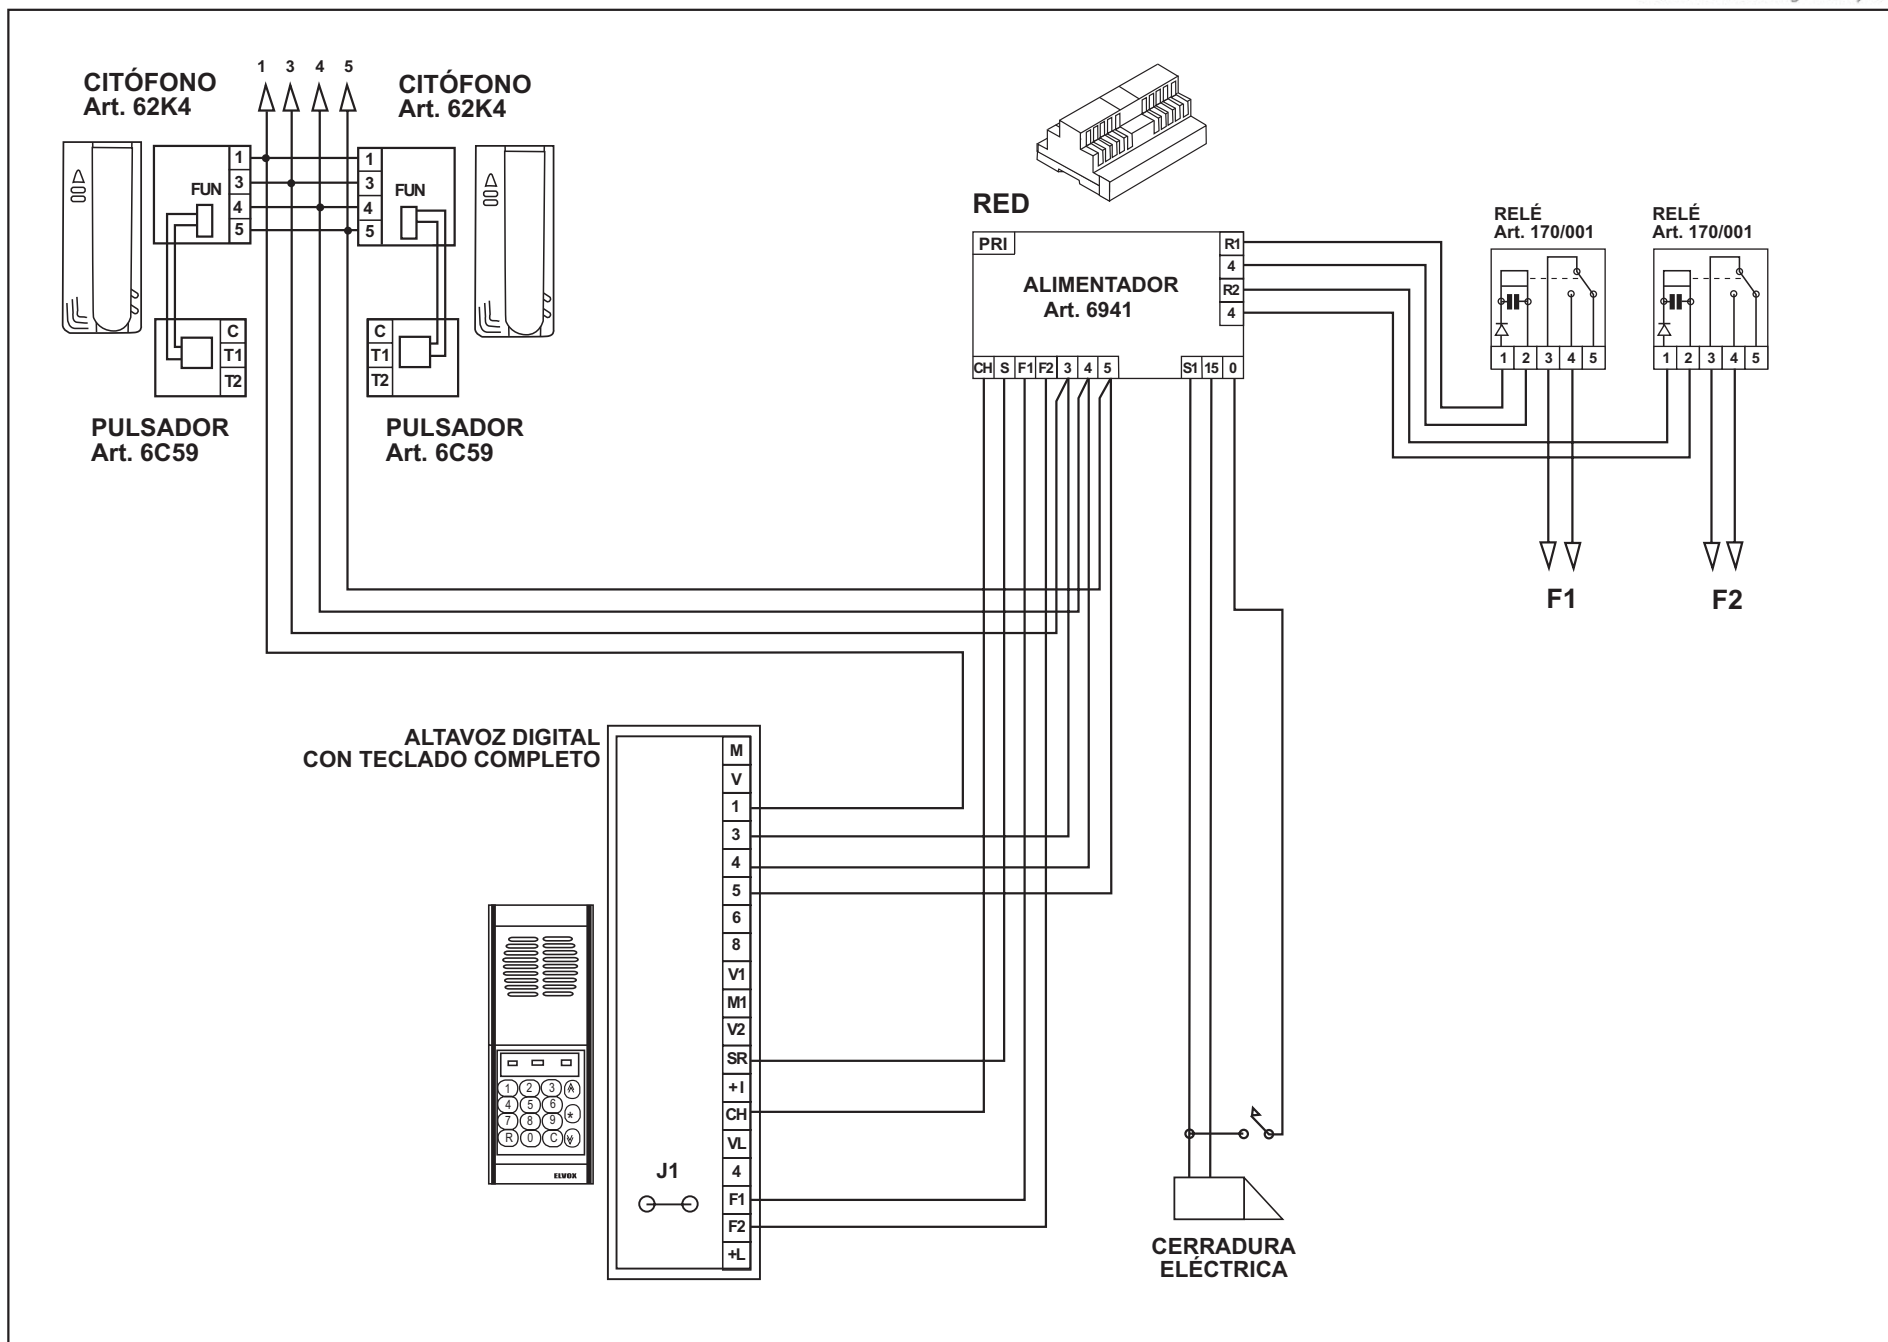 1 3 4 5
CITÓFONO
Art. 62K4
CITÓFONO
Art. 62K4
1
3
4
5
FUN
1
3
4
5
FUN
C
T1
T2
C
T1
T2
PULSADOR
Art. 6C59
PULSADOR
Art. 6C59
RED
PRI
ALIMENTADOR
Art. 6941
R1
4
R2
4
CH S F1 F2 3 4 5 S1 15 0
RELÉ
Art. 170/001
1 2 3 4 5
RELÉ
Art. 170/001
1 2 3 4 5
F1
F2
ALTAVOZ DIGITAL
CON TECLADO COMPLETO
M
V
1
3
4
5
6
8
V1
M1
V2
SR
+I
CH
VL
4
F1
F2
+L
J1
1 2 3
4 5 6 *
7 8 9
R 0 C
ELVOX
CERRADURA
ELÉCTRICA